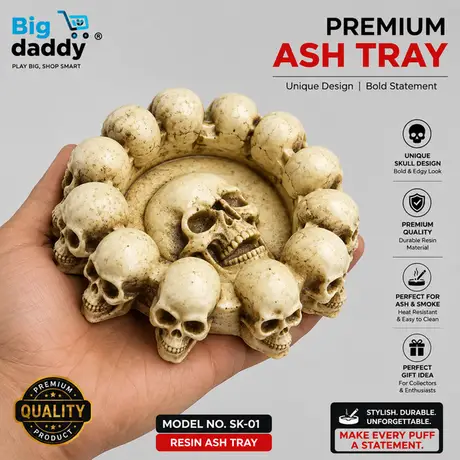 Big
daddy®
PLAY BIG, SHOP SMART
PREMIUM
ASH TRAY
Unique Design | Bold Statement
UNIQUE
SKULL DESIGN
Bold & Edgy Look
PREMIUM
QUALITY
Durable Resin
Material
PERFECT FOR
ASH & SMOKE
Heat Resistant
& Easy to Clean
PERFECT
GIFT IDEA
For Collectors
& Enthusiasts
PREMIUM
QUALITY
PRODUCT
MODEL NO. SK-01
RESIN ASH TRAY
STYLISH. DURABLE.
UNFORGETTABLE.
MAKE EVERY PUFF
A STATEMENT.